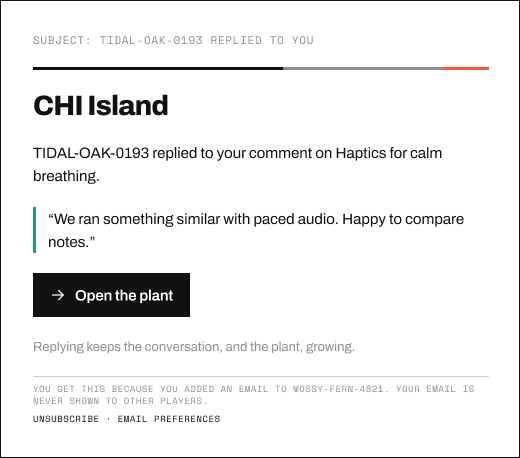 SUBJECT: TIDAL-OAK-0193 REPLIED TO YOU
CHI Island
TIDAL-OAK-0193 replied to your comment on Haptics for calm
breathing.
“We ran something similar with paced audio. Happy to compare
notes.”
→ Open the plant
Replying keeps the conversation, and the plant, growing.
YOU GET THIS BECAUSE YOU ADDED AN EMAIL TO MOSSY-FERN-4821. YOUR EMAIL IS
NEVER SHOWN TO OTHER PLAYERS.
UNSUBSCRIBE · EMAIL PREFERENCES